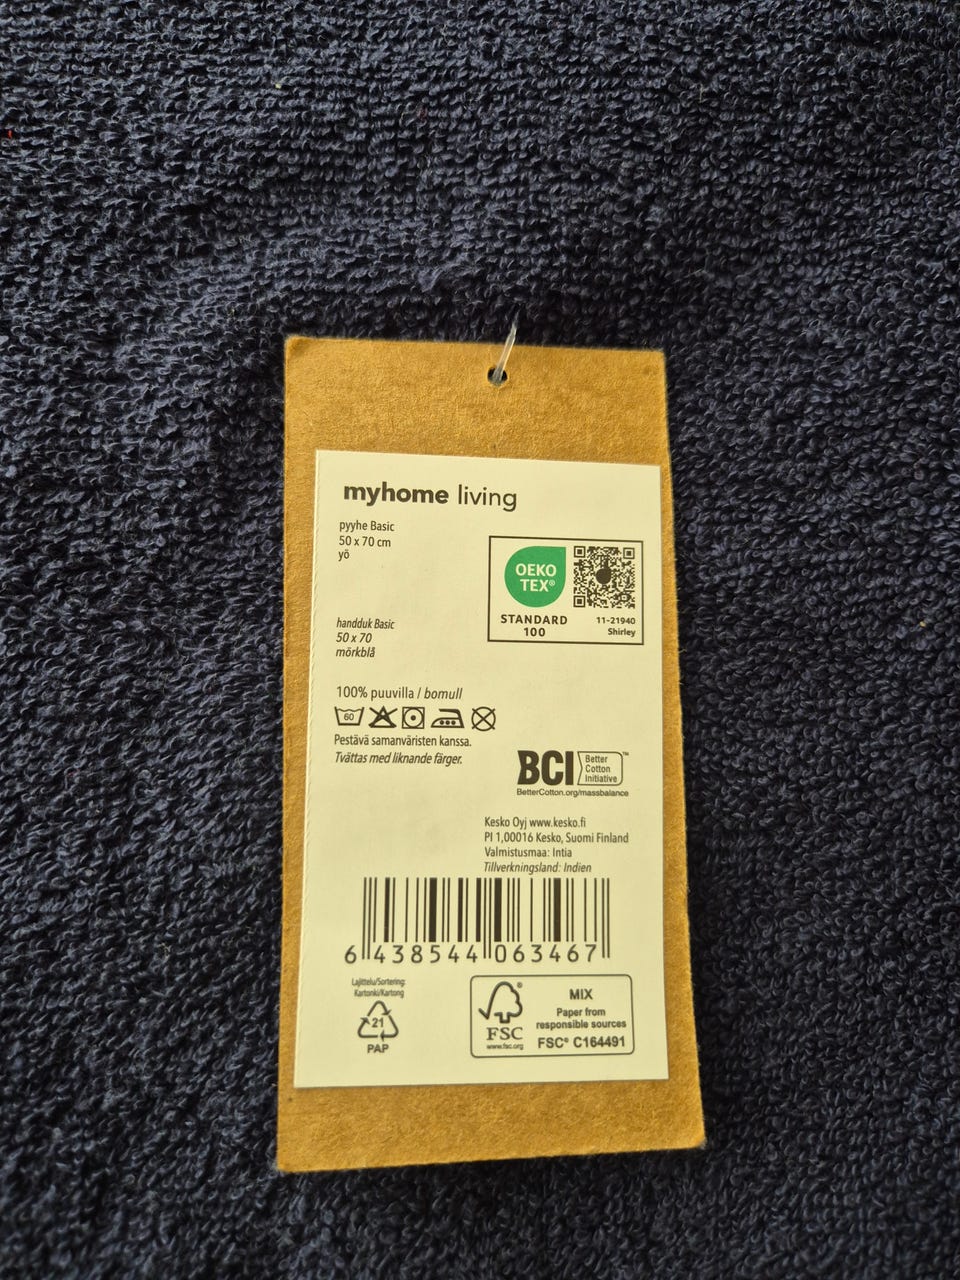 myhome living
pyyhe Basic
50 x 70 cm
yö
OEKO
TEX®
STANDARD
100
11-21940
Shirley
handduk Basic
50 x 70
mörkblå
100% puuvilla / bomull
60
Pestävä samanväristen kanssa.
Tvättas med liknande färger.
BCI Better
Cotton
Initiative
™
BetterCotton.org/massbalance
Kesko Oyj www.kesko.fi
PI 1,00016 Kesko, Suomi Finland
Valmistusmaa: Intia
Tillverkningsland: Indien
6 438544 063467
Lajittelu/Sortering:
Kartonki/Kartong
21
PAP
FSC®
www.fsc.org
MIX
Paper from
responsible sources
FSC® C164491